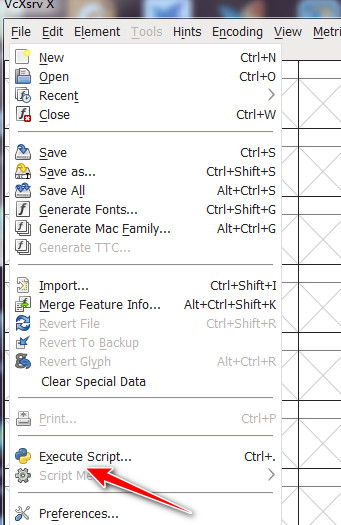 VcXsrv X
File Edit Element Tools Hints Encoding View Metri
New Ctrl+N
Open Ctrl+O
Recent
Close Ctrl+W
Save Ctrl+S
Save as... Ctrl+Shift+S
Save All Alt+Ctrl+S
Generate Fonts... Ctrl+Shift+G
Generate Mac Family... Alt+Ctrl+G
Generate TTC...
Import... Ctrl+Shift+I
Merge Feature Info... Alt+Ctrl+Shift+K
Revert File Ctrl+Shift+R
Revert To Backup
Revert Glyph Alt+Ctrl+R
Clear Special Data
Print... Ctrl+P
Execute Script... Ctrl+.
Script Me
Preferences...